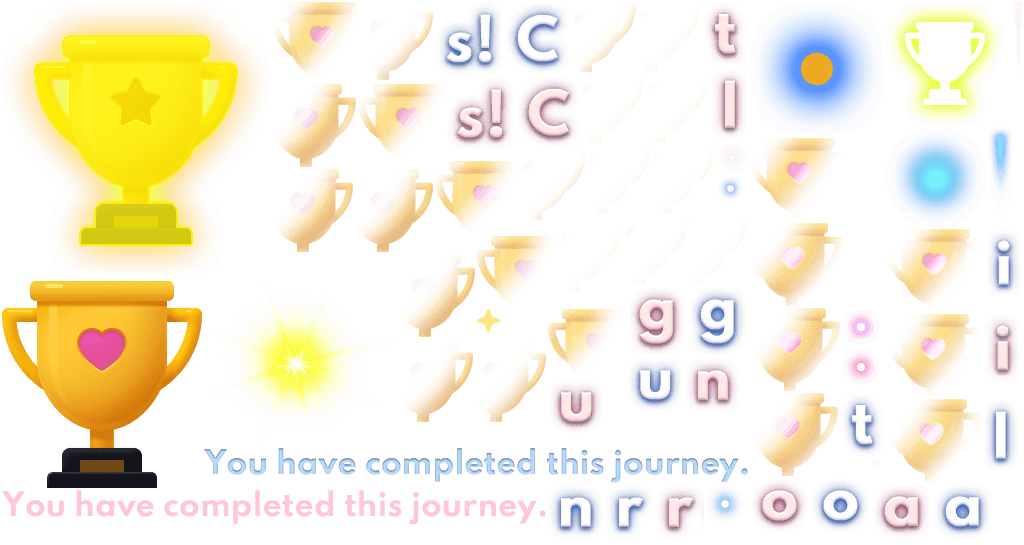 s! C
t
s! C
l
i
g g
i
u n
u
t
l
You have completed this journey.
You have completed this journey.
n r r o o a a